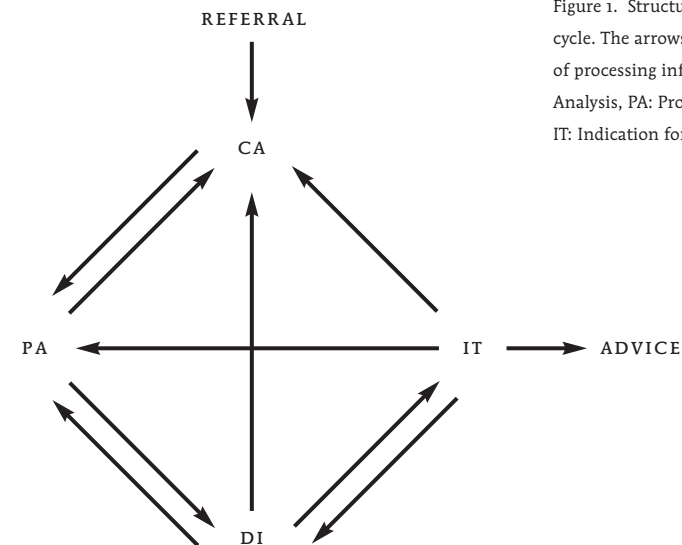 REFERRAL
Figure 1. Structu
cycle. The arrows
of processing inf
Analysis, PA: Pro
IT: Indication for
CA
PA
IT
ADVICE
DI